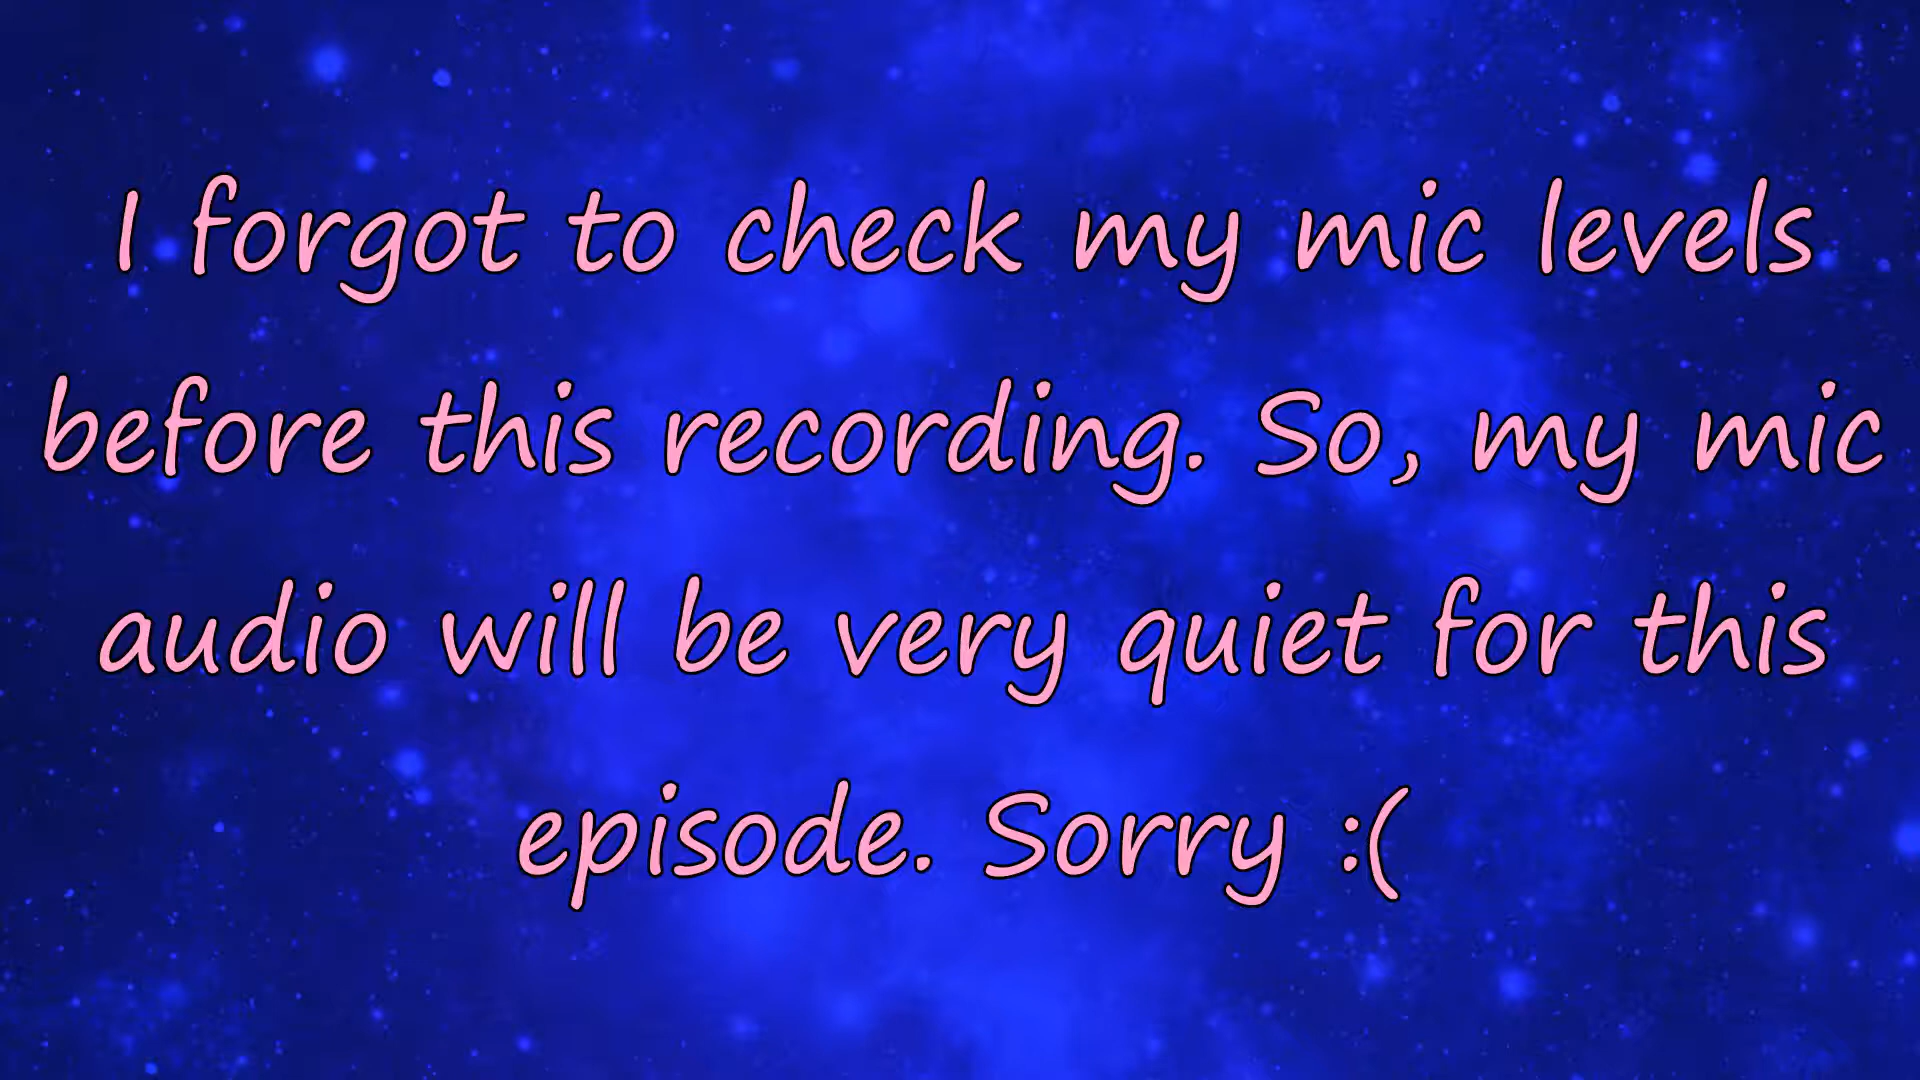 I forgot to check my mic levels
before this recording. So, my mic
audio will be very quiet for this
episode. Sorry :(